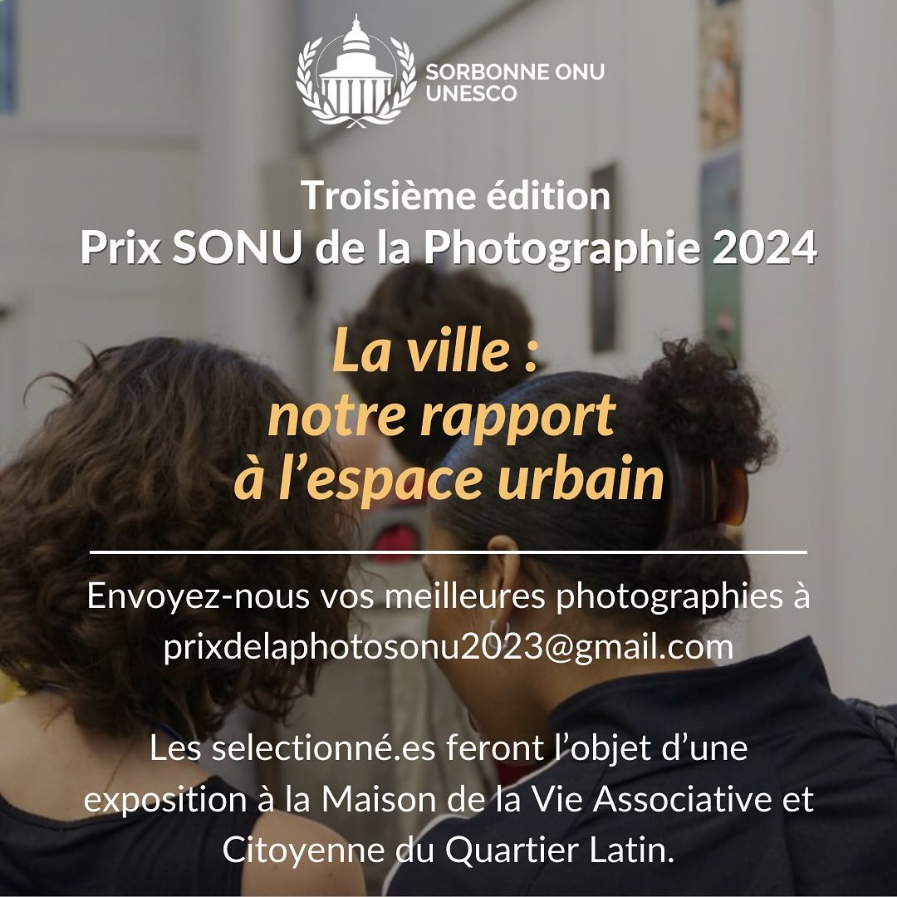 SORBONNE ONU
UNESCO
Troisième édition
Prix SONU de la Photographie 2024
La ville :
notre rapport
à l’espace urbain
Envoyez-nous vos meilleures photographies à
prixdelaphotosonu2023@gmail.com
Les selectionné.es feront l’objet d’une
exposition à la Maison de la Vie Associative et
Citoyenne du Quartier Latin.